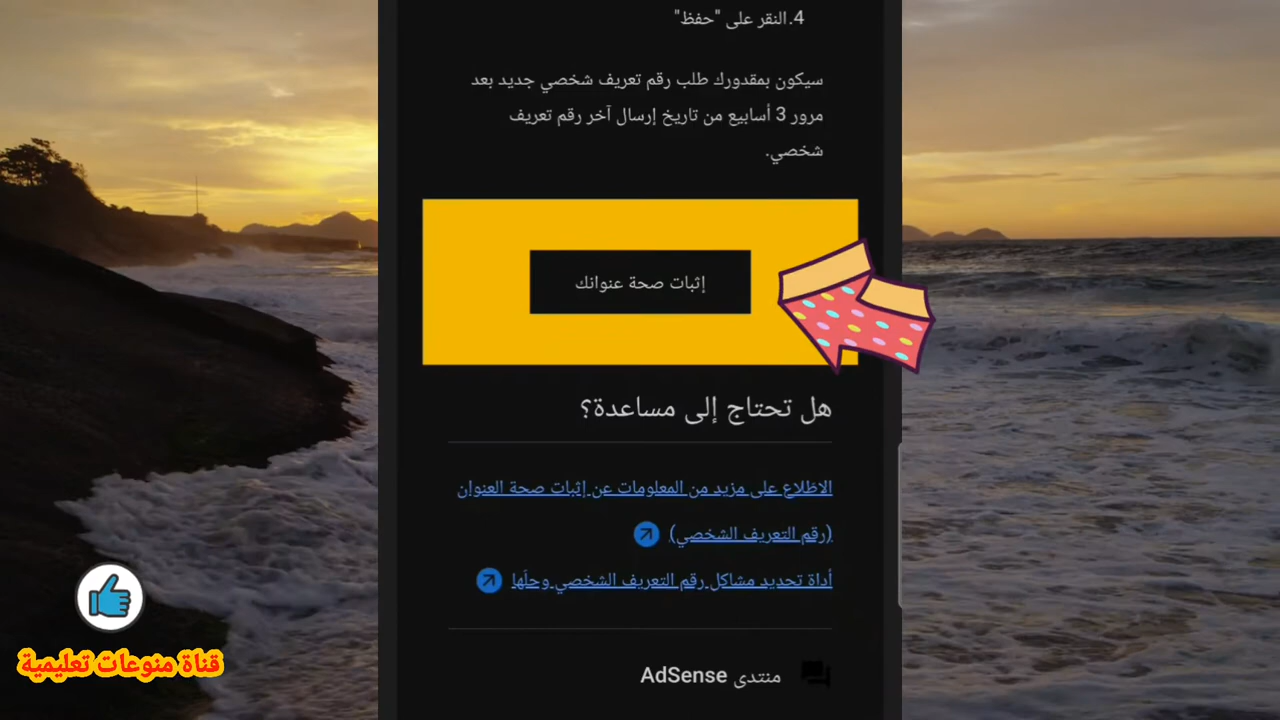 4. النقر على "حفظ"
سيكون بمقدورك طلب رقم تعريف شخصي جديد بعد
مرور 3 أسابيع من تاريخ إرسال آخر رقم تعريف
شخصي.
إثبات صحة عنوانك
هل تحتاج إلى مساعدة؟
الاطّلاع على مزيد من المعلومات عن إثبات صحة العنوان
(رقم التعريف الشخصي)
أداة تحديد مشاكل رقم التعريف الشخصي وحلّها
منتدى AdSense
قناة منوعات تعليمية